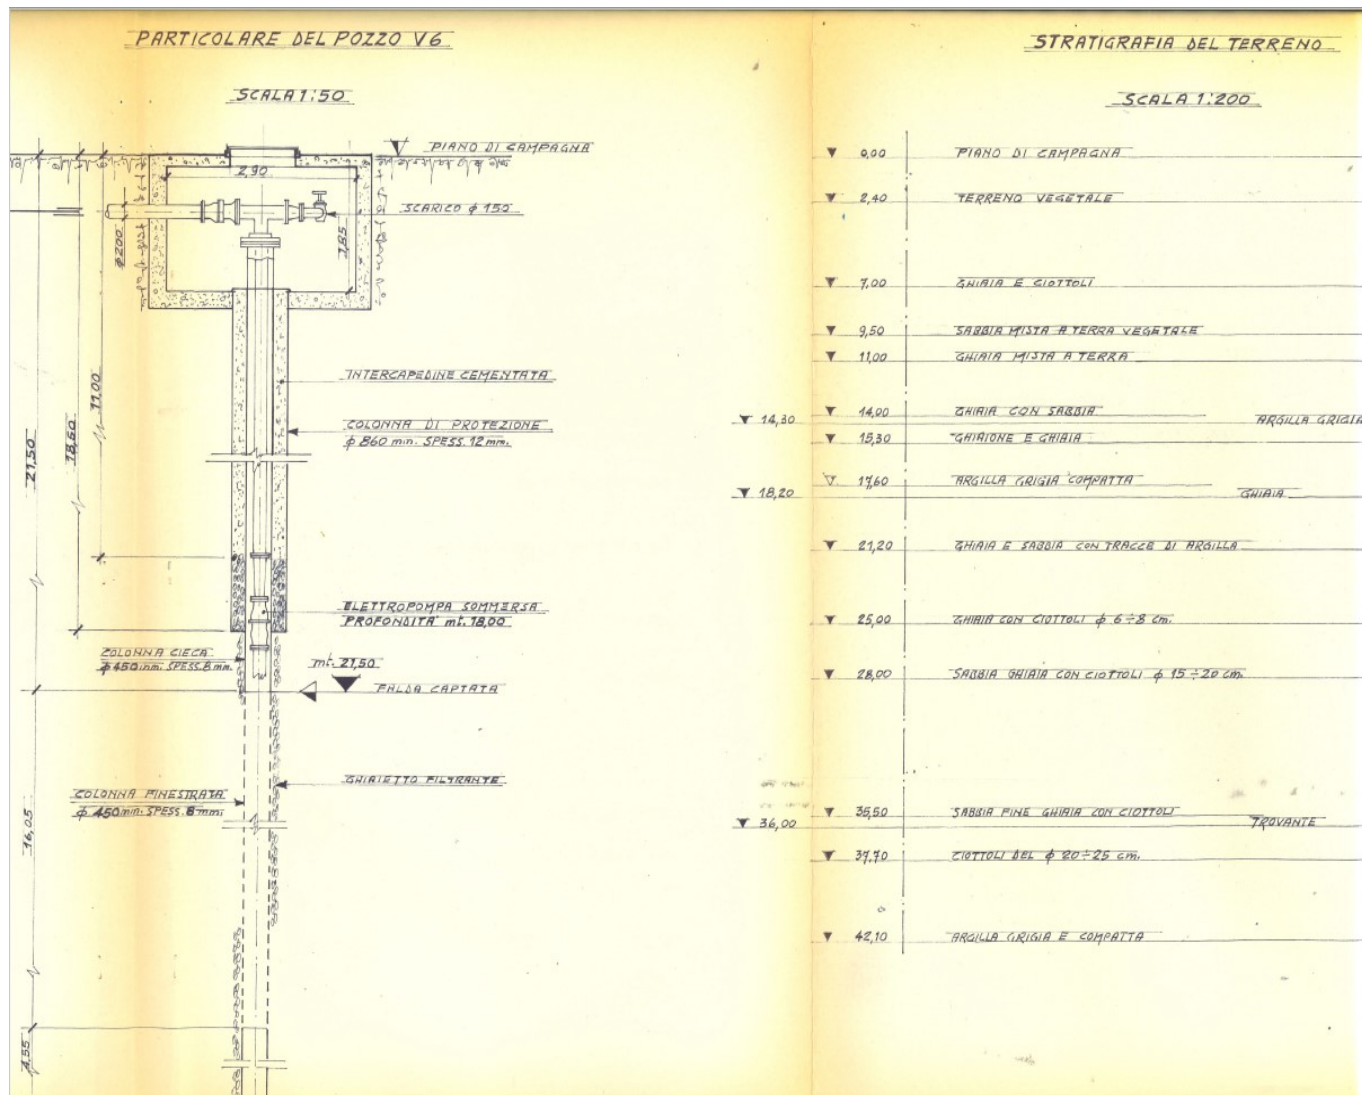 PARTICOLARE DEL POZZO V6
SCALA 1:50
PIANO DI CAMPAGNA
2,90
SCARICO ϕ 150
ϕ 200
1,85
INTERCAPEDINE CEMENTATA
COLONNA DI PROTEZIONE
ϕ 860 mm. SPESS. 12 mm.
11,00
18,60
21,50
ELETTROPOMPA SOMMERSA
PROFONDITA' mt. 18,00
COLONNA CIECA
ϕ 450 mm. SPESS. 8 mm.
mt. 21,50
FALDA CAPTATA
GHIAIETTO FILTRANTE
COLONNA FINESTRATA
ϕ 450 mm. SPESS. 8 mm.
16,05
4,55
STRATIGRAFIA DEL TERRENO
SCALA 1:200
0,00 PIANO DI CAMPAGNA
2,40 TERRENO VEGETALE
7,00 GHIAIA E CIOTTOLI
9,50 SABBIA MISTA A TERRA VEGETALE
11,00 GHIAIA MISTA A TERRA
14,00 GHIAIA CON SABBIA
14,30 ARGILLA GRIGIA
15,30 GHIAIONE E GHIAIA
17,60 ARGILLA GRIGIA COMPATTA
18,20 GHIAIA
21,20 GHIAIA E SABBIA CON TRACCE DI ARGILLA
25,00 GHIAIA CON CIOTTOLI ϕ 6÷8 cm.
28,00 SABBIA GHIAIA CON CIOTTOLI ϕ 15÷20 cm.
35,50 SABBIA FINE GHIAIA CON CIOTTOLI
36,00 TROVANTE
37,70 CIOTTOLI DEL ϕ 20÷25 cm.
42,10 ARGILLA GRIGIA E COMPATTA